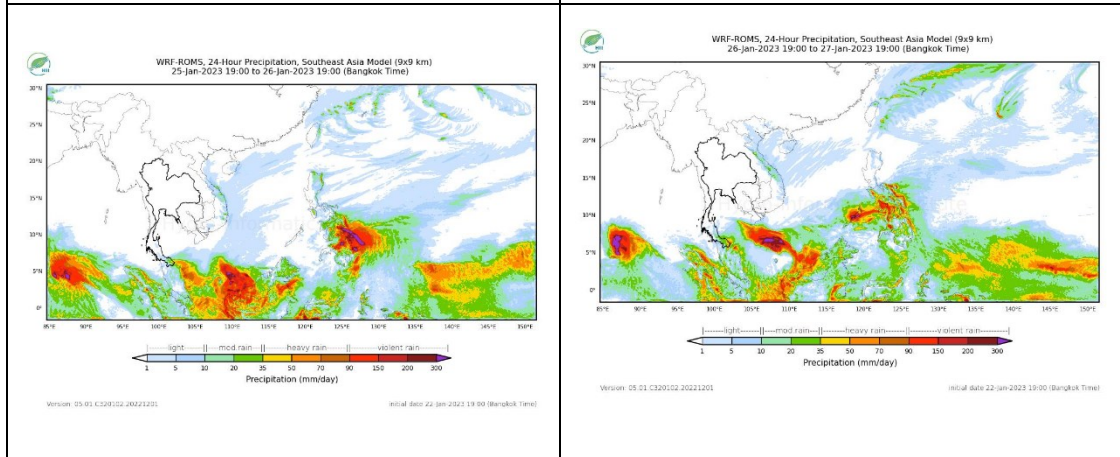 WRF-ROMS, 24-Hour Precipitation, Southeast Asia Model (9x9 km)
25-Jan-2023 19:00 to 26-Jan-2023 19:00 (Bangkok Time)
30°N
25°N
20°N
15°N
10°N
5°N
0°
85°E 90°E 95°E 100°E 105°E 110°E 115°E 120°E 125°E 130°E 135°E 140°E 145°E 150°E
|-------light-------||----mod.rain----||-------heavy rain-------||---------violent rain---------|
1 5 10 20 35 50 70 90 150 200 300
Precipitation (mm/day)
Version: 05.01.C320102.20221201 initial date 22-Jan-2023 19:00 (Bangkok Time)
WRF-ROMS, 24-Hour Precipitation, Southeast Asia Model (9x9 km)
26-Jan-2023 19:00 to 27-Jan-2023 19:00 (Bangkok Time)
30°N
25°N
20°N
15°N
10°N
5°N
0°
85°E 90°E 95°E 100°E 105°E 110°E 115°E 120°E 125°E 130°E 135°E 140°E 145°E 150°E
|-------light-------||----mod.rain----||-------heavy rain-------||---------violent rain---------|
1 5 10 20 35 50 70 90 150 200 300
Precipitation (mm/day)
Version: 05.01.C320102.20221201 initial date 22-Jan-2023 19:00 (Bangkok Time)